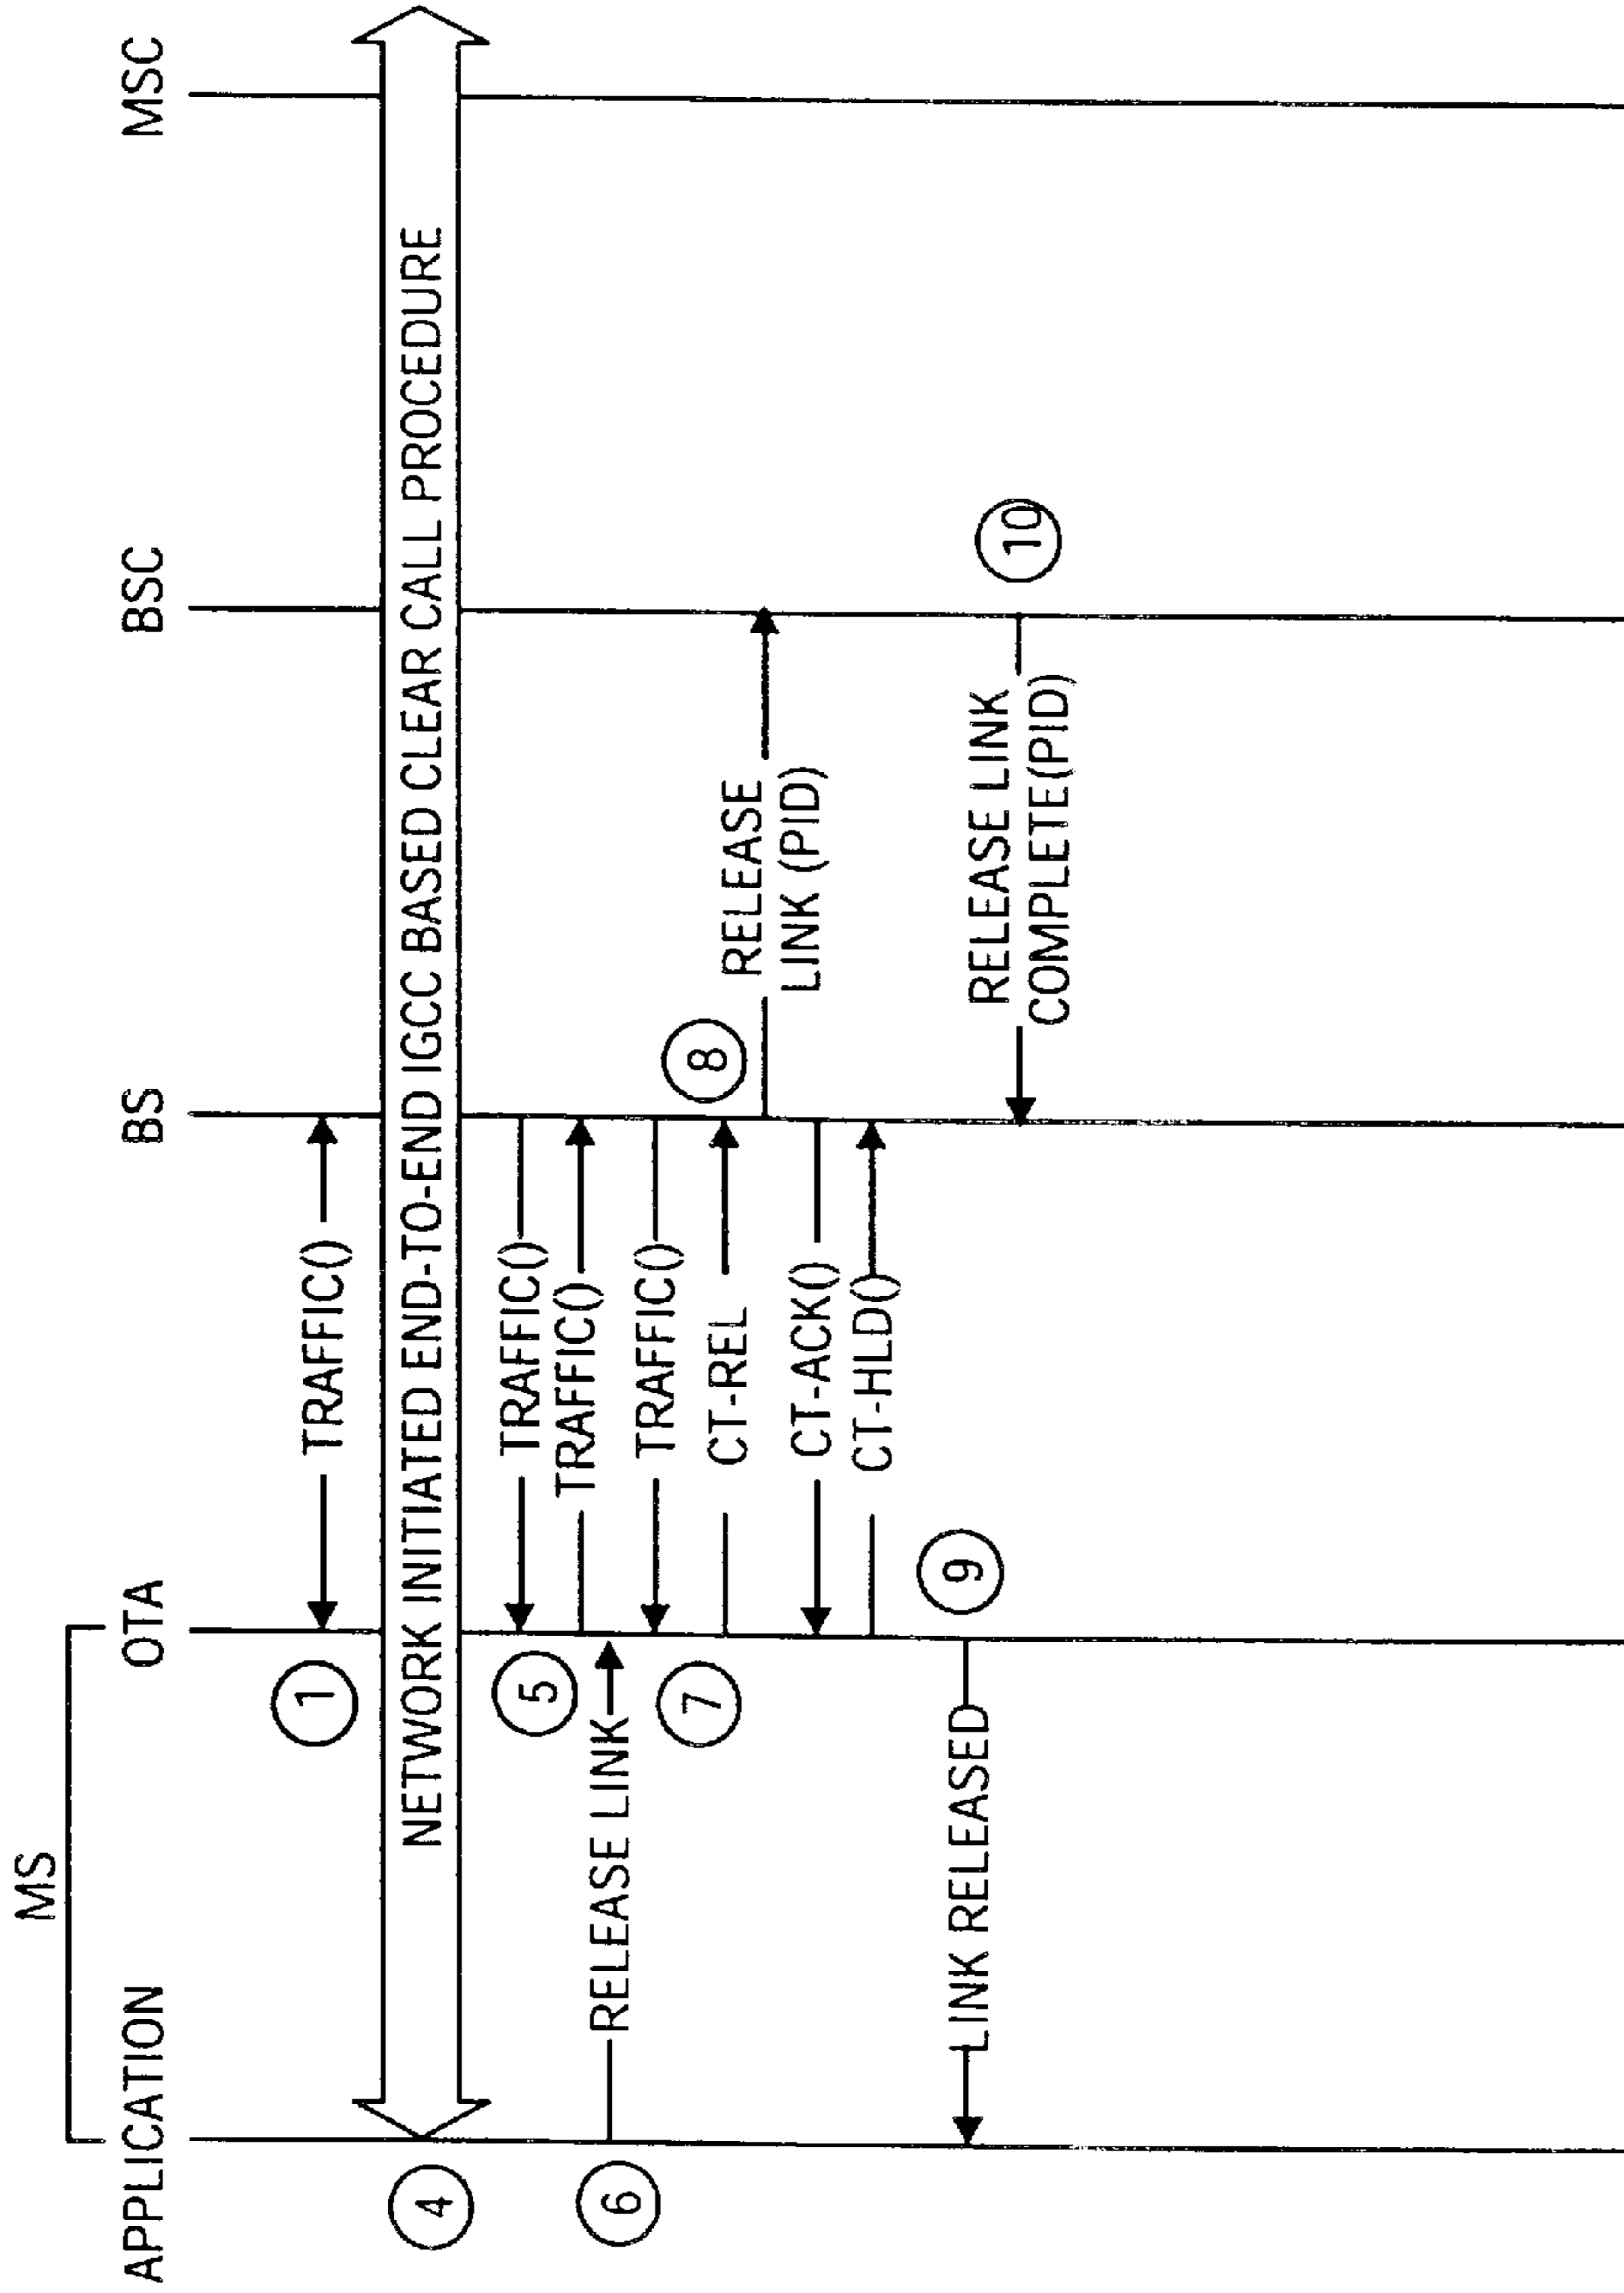 MS
APPLICATION OTA BS BSC MSC
1 TRAFFIC()
4 NETWORK INITIATED END-TO-END IGCC BASED CLEAR CALL PROCEDURE
5 TRAFFIC()
TRAFFIC()
6 RELEASE LINK
TRAFFIC()
7 CT-REL
8 RELEASE
LINK (PID)
CT-ACK()
CT-HLD()
9
LINK RELEASED
10
RELEASE LINK
COMPLETE(PID)